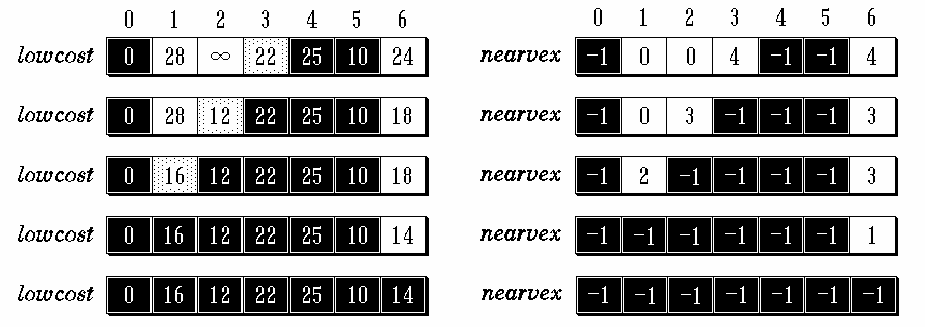 0 1 2 3 4 5 6 0 1 2 3 4 5 6
lowcost 0 28 ∞ 22 25 10 24 nearvex −1 0 0 4 −1 −1 4
lowcost 0 28 12 22 25 10 18 nearvex −1 0 3 −1 −1 −1 3
lowcost 0 16 12 22 25 10 18 nearvex −1 2 −1 −1 −1 −1 3
lowcost 0 16 12 22 25 10 14 nearvex −1 −1 −1 −1 −1 −1 1
lowcost 0 16 12 22 25 10 14 nearvex −1 −1 −1 −1 −1 −1 −1